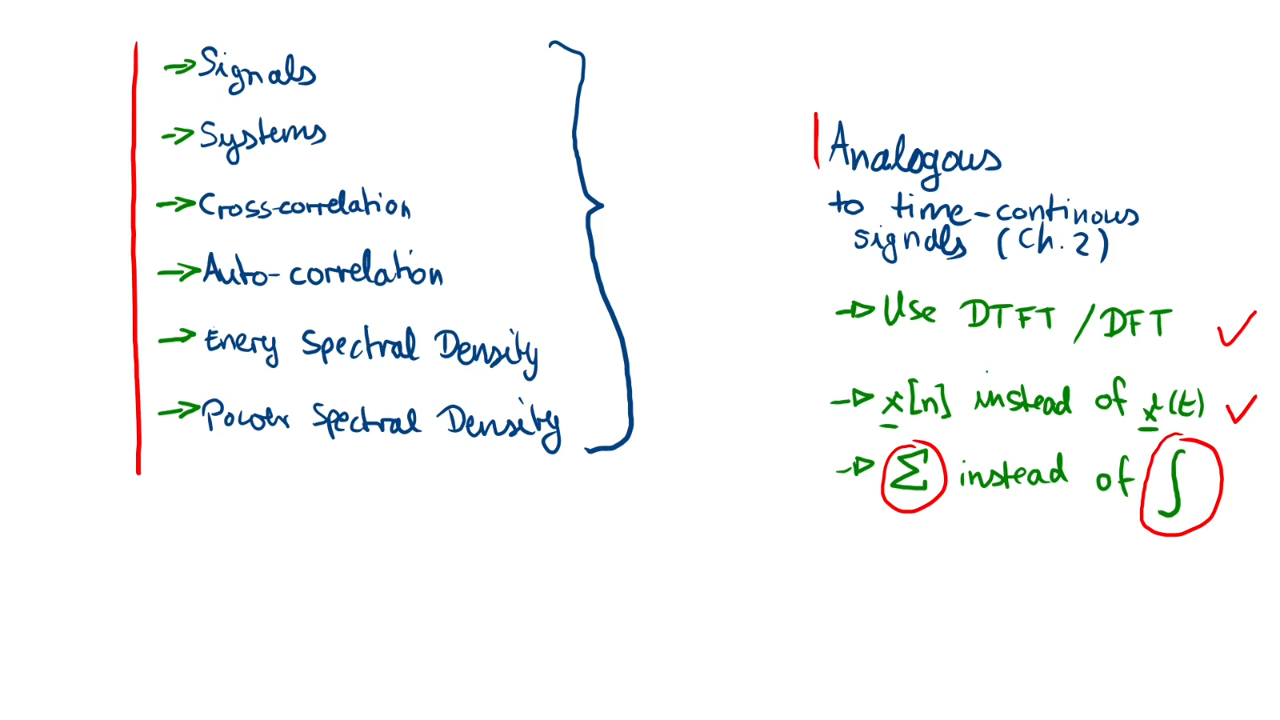 → Signals
→ Systems
→ Cross-correlation
→ Auto-correlation
→ Enery Spectral Density
→ Power Spectral Density
Analogous
to time-continous
signals (Ch. 2)
→ Use DTFT / DFT ✓
→ x[n] instead of x(t) ✓
→ Σ instead of ∫